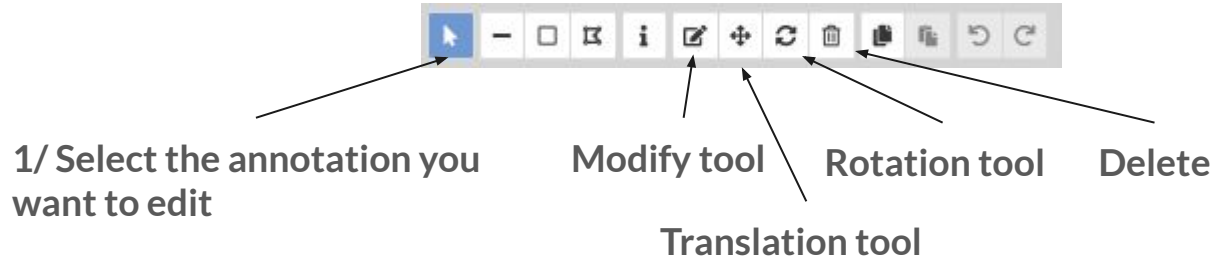 1/ Select the annotation you
want to edit
Modify tool
Rotation tool
Delete
Translation tool